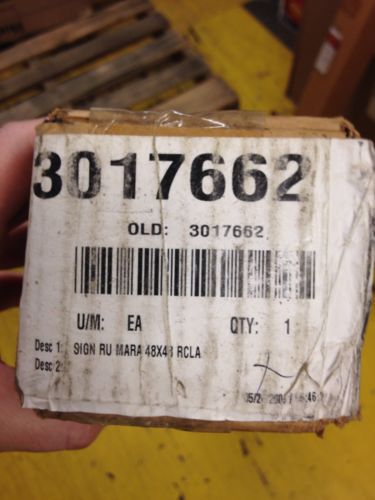 3017662
OLD: 3017662
U/M: EA QTY: 1
Desc 1: SIGN RU MARA 48X48 RCLA
Desc 2: